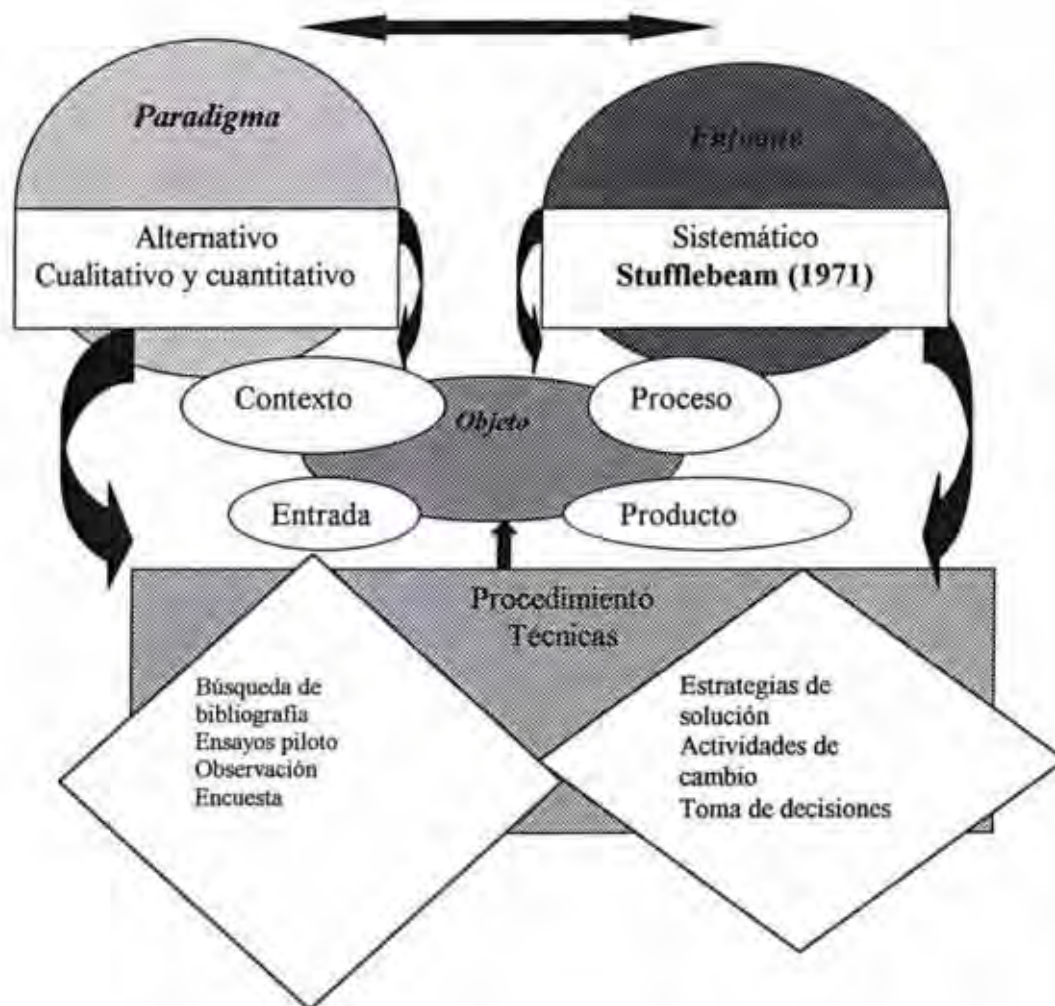 Paradigma
Enfoque
Alternativo
Cualitativo y cuantitativo
Sistemático
Stufflebeam (1971)
Contexto
Objeto
Proceso
Entrada
Producto
Procedimiento
Técnicas
Búsqueda de
bibliografía
Ensayos piloto
Observación
Encuesta
Estrategias de
solución
Actividades de
cambio
Toma de decisiones